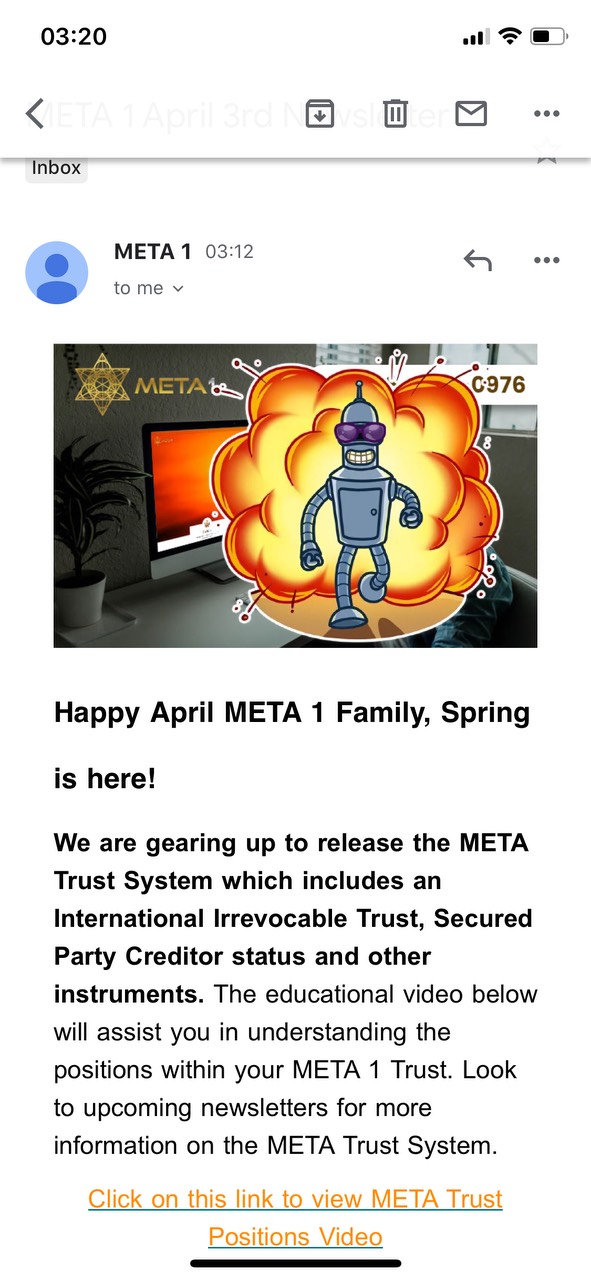 03:20
META 1 April 3rd Newsletter
Inbox
META 1 03:12
to me
META 1
C976
Happy April META 1 Family, Spring
is here!
We are gearing up to release the META
Trust System which includes an
International Irrevocable Trust, Secured
Party Creditor status and other
instruments. The educational video below
will assist you in understanding the
positions within your META 1 Trust. Look
to upcoming newsletters for more
information on the META Trust System.
Click on this link to view META Trust
Positions Video